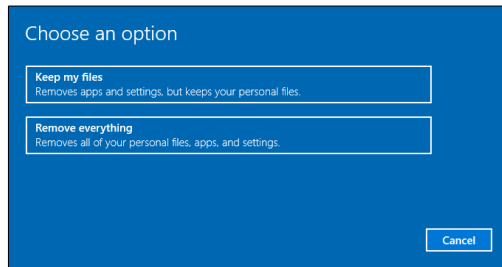 Choose an option
Keep my files
Removes apps and settings, but keeps your personal files.
Remove everything
Removes all of your personal files, apps, and settings.
Cancel